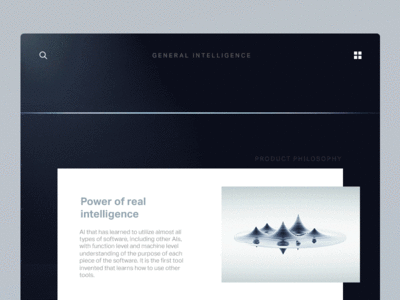 GENERAL INTELLIGENCE
PRODUCT PHILOSOPHY
Power of real
intelligence
AI that has learned to utilize almost all
types of software, including other AIs,
with function level and machine level
understanding of the purpose of each
piece of the software. It is the first tool
invented that learns how to use other
tools.